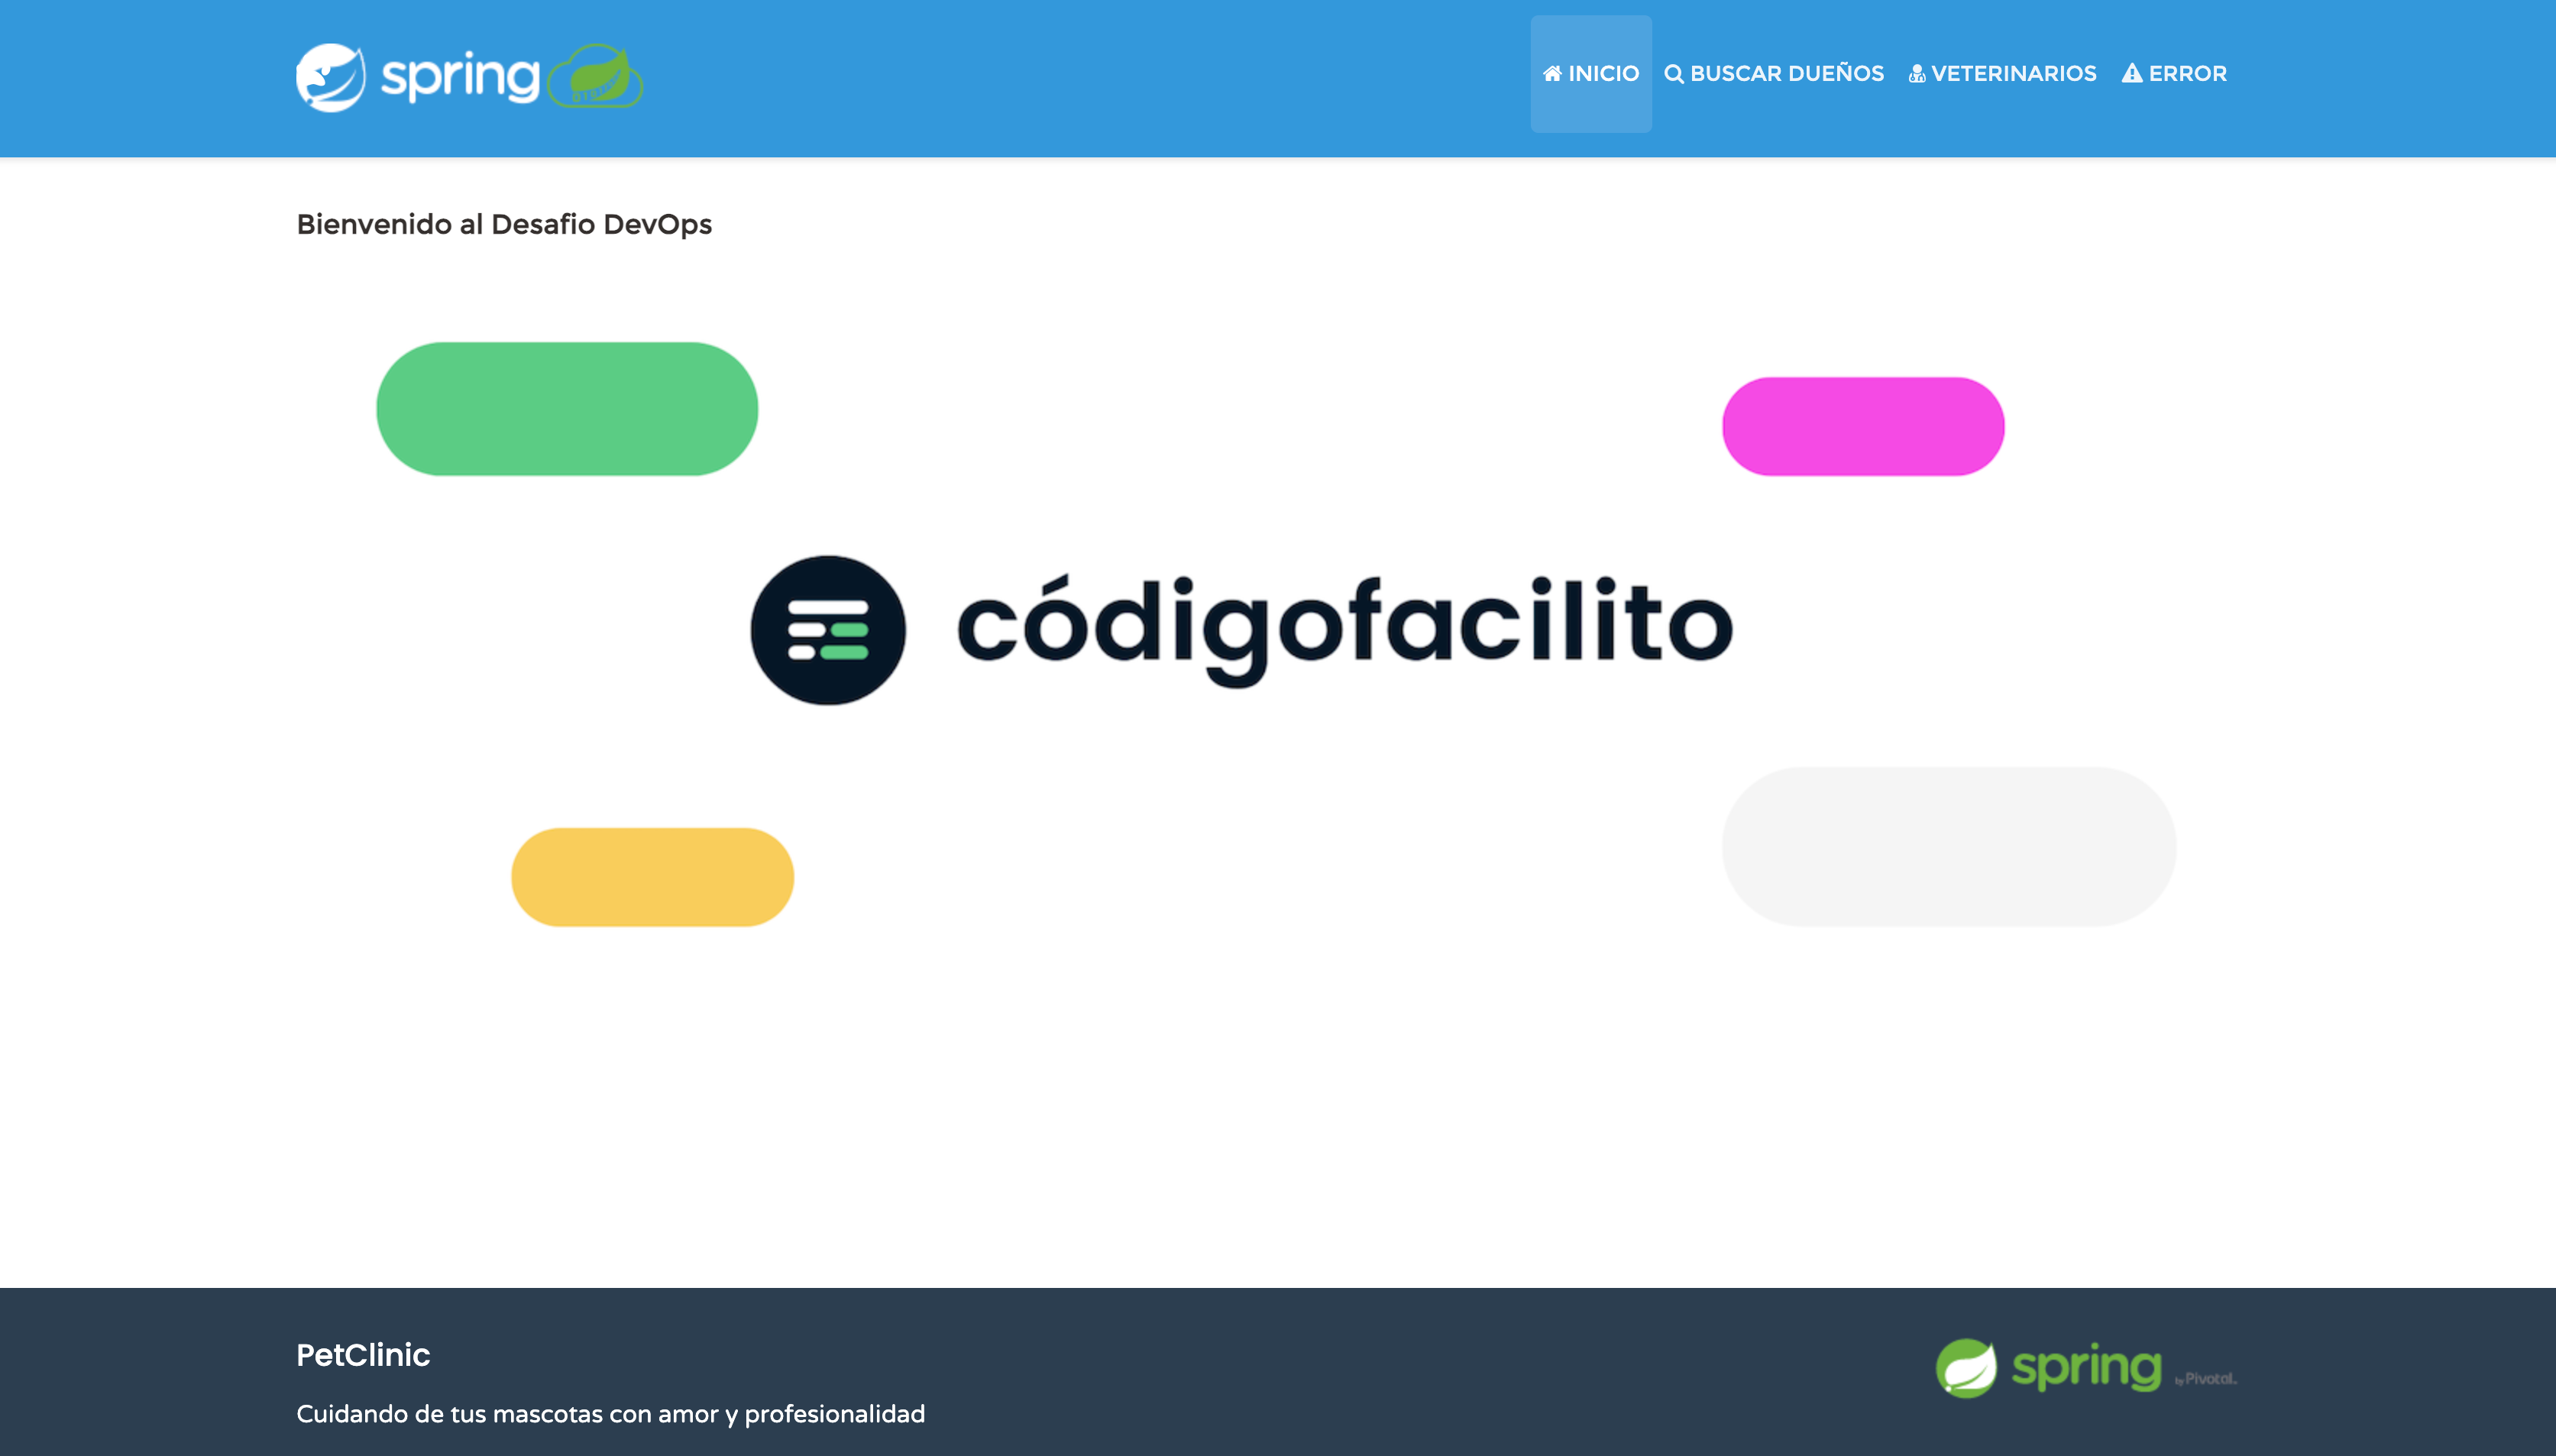 spring
INICIO
BUSCAR DUEÑOS
VETERINARIOS
ERROR
Bienvenido al Desafio DevOps
códigofacilito
PetClinic
spring by Pivotal
Cuidando de tus mascotas con amor y profesionalidad